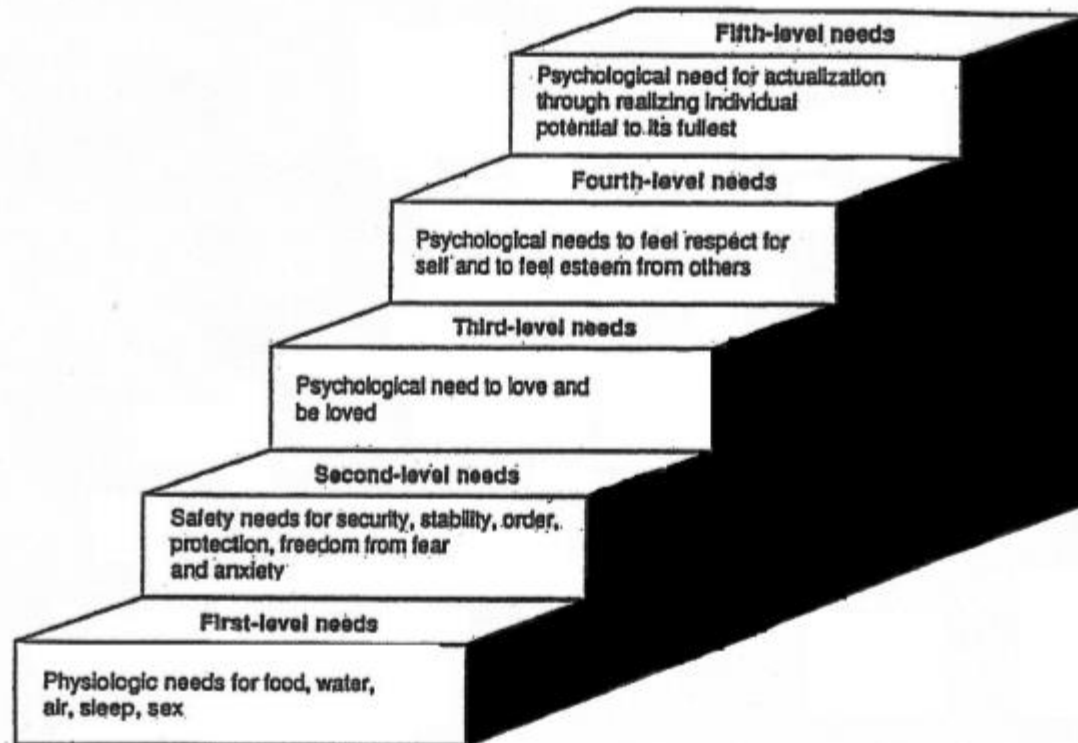 Fifth-level needs
Psychological need for actualization
through realizing individual
potential to its fullest
Fourth-level needs
Psychological needs to feel respect for
self and to feel esteem from others
Third-level needs
Psychological need to love and
be loved
Second-level needs
Safety needs for security, stability, order,
protection, freedom from fear
and anxiety
First-level needs
Physiologic needs for food, water,
air, sleep, sex